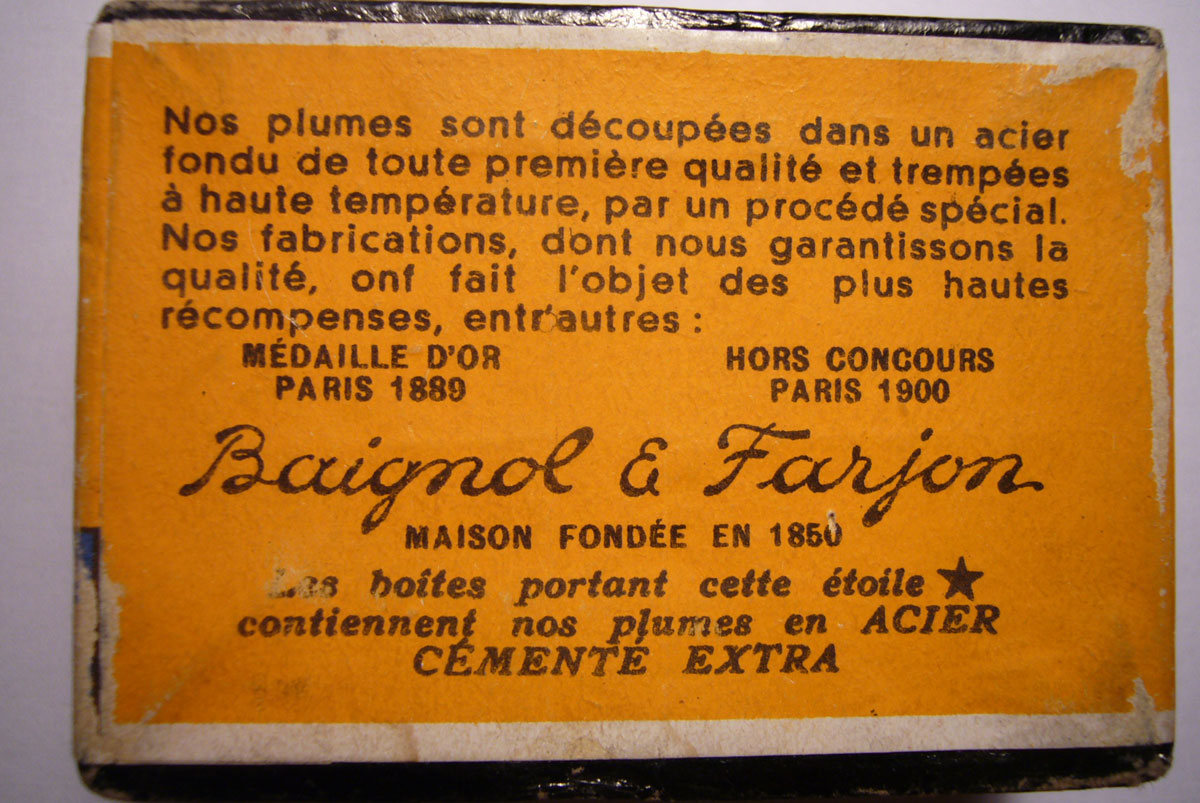 Nos plumes sont découpées dans un acier
fondu de toute première qualité et trempées
à haute température, par un procédé spécial.
Nos fabrications, dont nous garantissons la
qualité, ont fait l'objet des plus hautes
récompenses, entr'autres :
MÉDAILLE D'OR
PARIS 1889
HORS CONCOURS
PARIS 1900
Baignol & Farjon
MAISON FONDÉE EN 1850
Les boîtes portant cette étoile ★
contiennent nos plumes en ACIER
CÉMENTÉ EXTRA